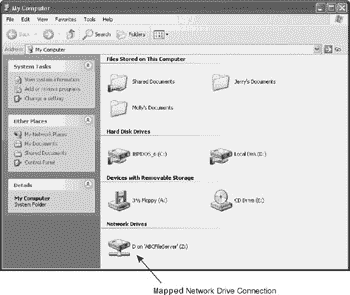 My Computer
File Edit View Favorites Tools Help
Back Search Folders
Address My Computer Go
System Tasks
View system information
Add or remove programs
Change a setting
Other Places
My Network Places
My Documents
Shared Documents
Control Panel
Details
My Computer
System Folder
Files Stored on This Computer
Shared Documents
Jerry's Documents
Molly's Documents
Hard Disk Drives
(C:)
Local Disk (D:)
Devices with Removable Storage
3½ Floppy (A:)
CD Drive (E:)
Network Drives
D on 'ABCFileServer' (Z:)
Mapped Network Drive Connection